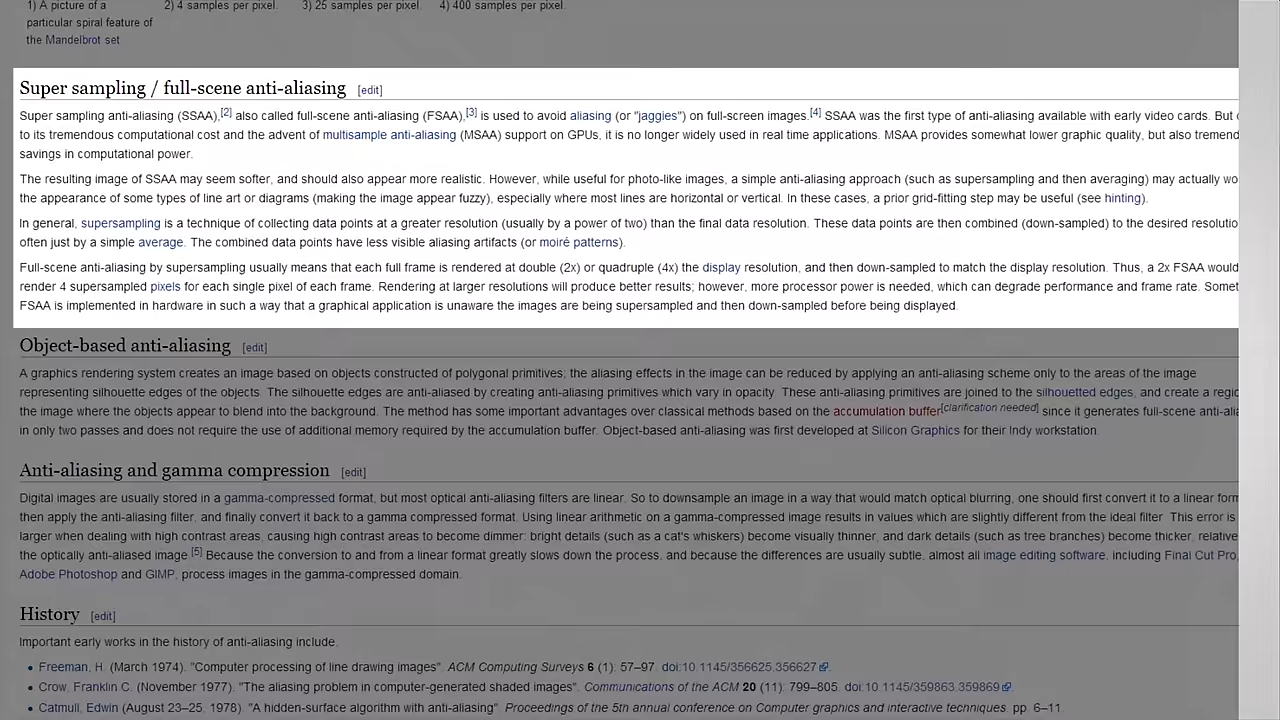 1) A picture of a 2) 4 samples per pixel. 3) 25 samples per pixel. 4) 400 samples per pixel.
particular spiral feature of
the Mandelbrot set
Super sampling / full-scene anti-aliasing [edit]
Super sampling anti-aliasing (SSAA),[2] also called full-scene anti-aliasing (FSAA),[3] is used to avoid aliasing (or "jaggies") on full-screen images.[4] SSAA was the first type of anti-aliasing available with early video cards. But
to its tremendous computational cost and the advent of multisample anti-aliasing (MSAA) support on GPUs, it is no longer widely used in real time applications. MSAA provides somewhat lower graphic quality, but also tremend
savings in computational power.
The resulting image of SSAA may seem softer, and should also appear more realistic. However, while useful for photo-like images, a simple anti-aliasing approach (such as supersampling and then averaging) may actually wo
the appearance of some types of line art or diagrams (making the image appear fuzzy), especially where most lines are horizontal or vertical. In these cases, a prior grid-fitting step may be useful (see hinting).
In general, supersampling is a technique of collecting data points at a greater resolution (usually by a power of two) than the final data resolution. These data points are then combined (down-sampled) to the desired resolutio
often just by a simple average. The combined data points have less visible aliasing artifacts (or moiré patterns).
Full-scene anti-aliasing by supersampling usually means that each full frame is rendered at double (2x) or quadruple (4x) the display resolution, and then down-sampled to match the display resolution. Thus, a 2x FSAA would
render 4 supersampled pixels for each single pixel of each frame. Rendering at larger resolutions will produce better results; however, more processor power is needed, which can degrade performance and frame rate. Somet
FSAA is implemented in hardware in such a way that a graphical application is unaware the images are being supersampled and then down-sampled before being displayed.
Object-based anti-aliasing [edit]
A graphics rendering system creates an image based on objects constructed of polygonal primitives; the aliasing effects in the image can be reduced by applying an anti-aliasing scheme only to the areas of the image
representing silhouette edges of the objects. The silhouette edges are anti-aliased by creating anti-aliasing primitives which vary in opacity. These anti-aliasing primitives are joined to the silhouetted edges, and create a regio
the image where the objects appear to blend into the background. The method has some important advantages over classical methods based on the accumulation buffer[clarification needed] since it generates full-scene anti-alia
in only two passes and does not require the use of additional memory required by the accumulation buffer. Object-based anti-aliasing was first developed at Silicon Graphics for their Indy workstation.
Anti-aliasing and gamma compression [edit]
Digital images are usually stored in a gamma-compressed format, but most optical anti-aliasing filters are linear. So to downsample an image in a way that would match optical blurring, one should first convert it to a linear form
then apply the anti-aliasing filter, and finally convert it back to a gamma compressed format. Using linear arithmetic on a gamma-compressed image results in values which are slightly different from the ideal filter. This error is
larger when dealing with high contrast areas, causing high contrast areas to become dimmer: bright details (such as a cat's whiskers) become visually thinner, and dark details (such as tree branches) become thicker, relative
the optically anti-aliased image.[5] Because the conversion to and from a linear format greatly slows down the process, and because the differences are usually subtle, almost all image editing software, including Final Cut Pro,
Adobe Photoshop and GIMP, process images in the gamma-compressed domain.
History [edit]
Important early works in the history of anti-aliasing include:
• Freeman, H. (March 1974). "Computer processing of line drawing images". ACM Computing Surveys 6 (1): 57–97. doi:10.1145/356625.356627.
• Crow, Franklin C. (November 1977). "The aliasing problem in computer-generated shaded images". Communications of the ACM 20 (11): 799–805. doi:10.1145/359863.359869.
• Catmull, Edwin (August 23–25, 1978). "A hidden-surface algorithm with anti-aliasing". Proceedings of the 5th annual conference on Computer graphics and interactive techniques. pp. 6–11.